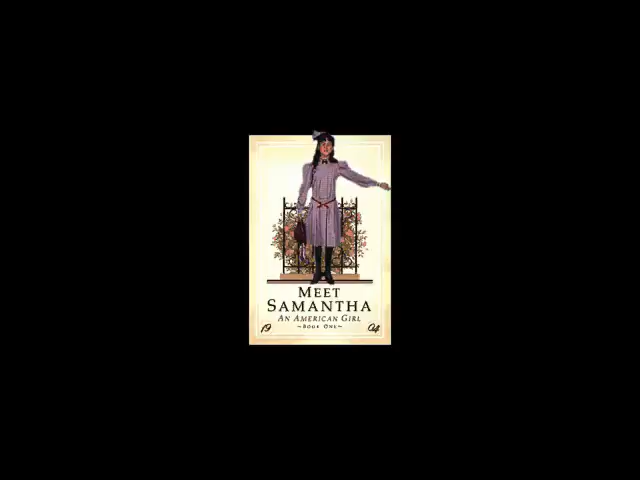 MEET
SAMANTHA
AN AMERICAN GIRL
~BOOK ONE~
19 04